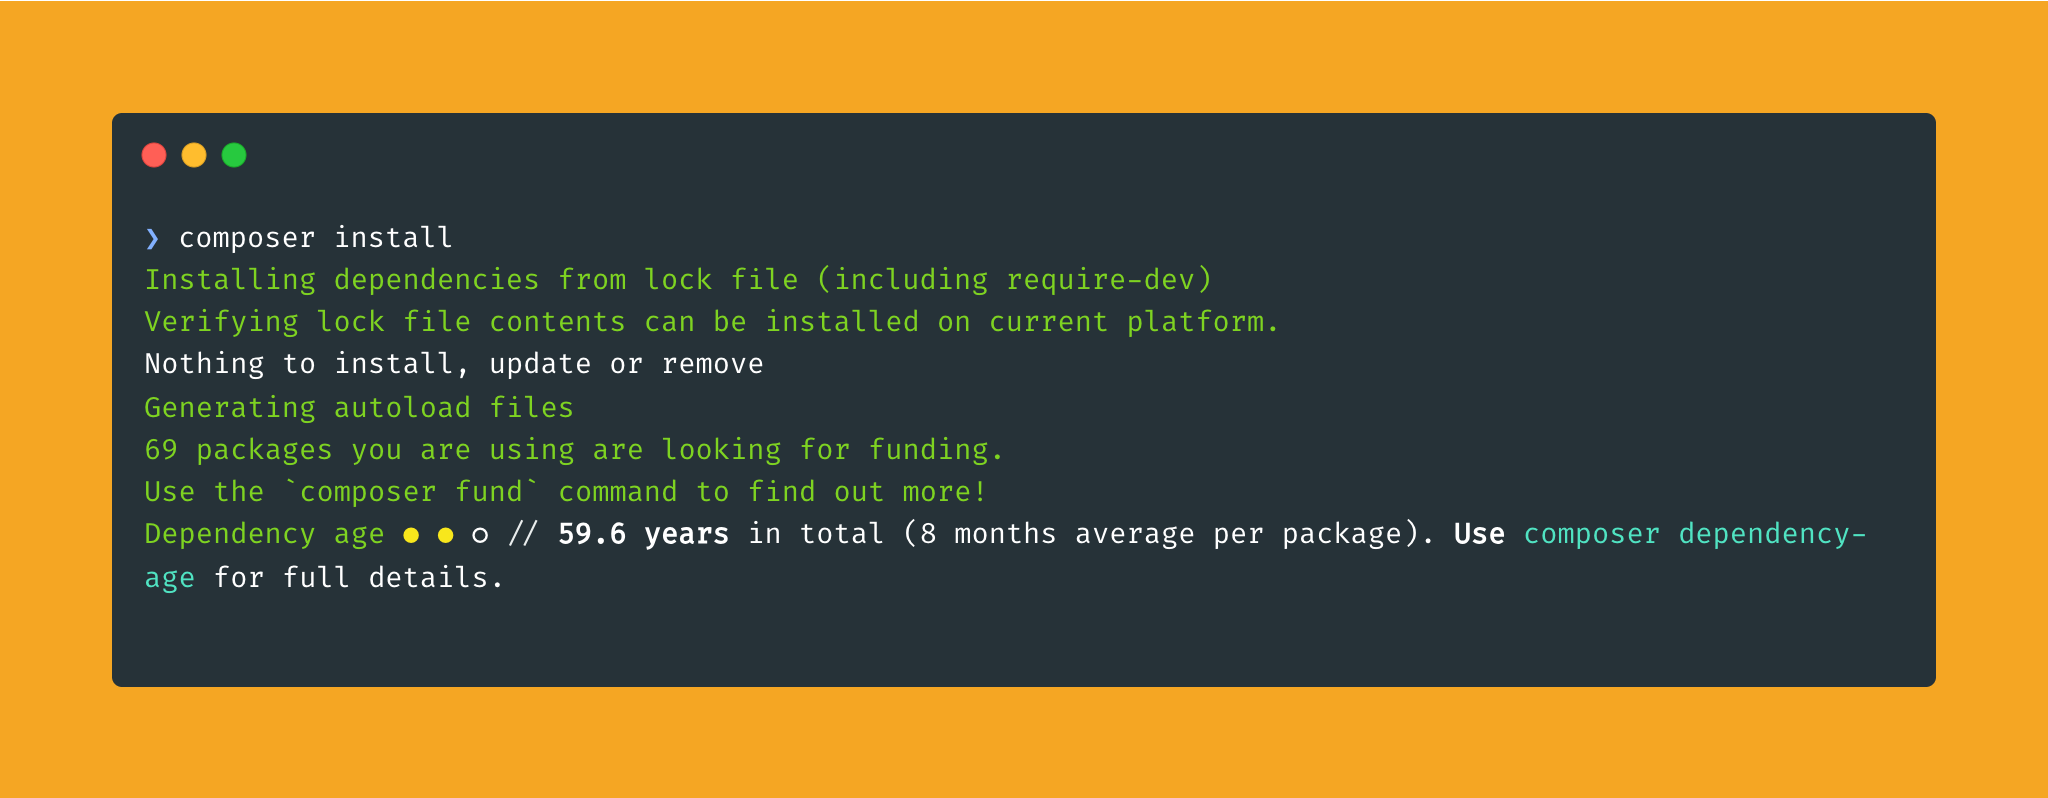 ❯ composer install
Installing dependencies from lock file (including require-dev)
Verifying lock file contents can be installed on current platform.
Nothing to install, update or remove
Generating autoload files
69 packages you are using are looking for funding.
Use the `composer fund` command to find out more!
Dependency age ● ● ○ // 59.6 years in total (8 months average per package). Use composer dependency-
age for full details.